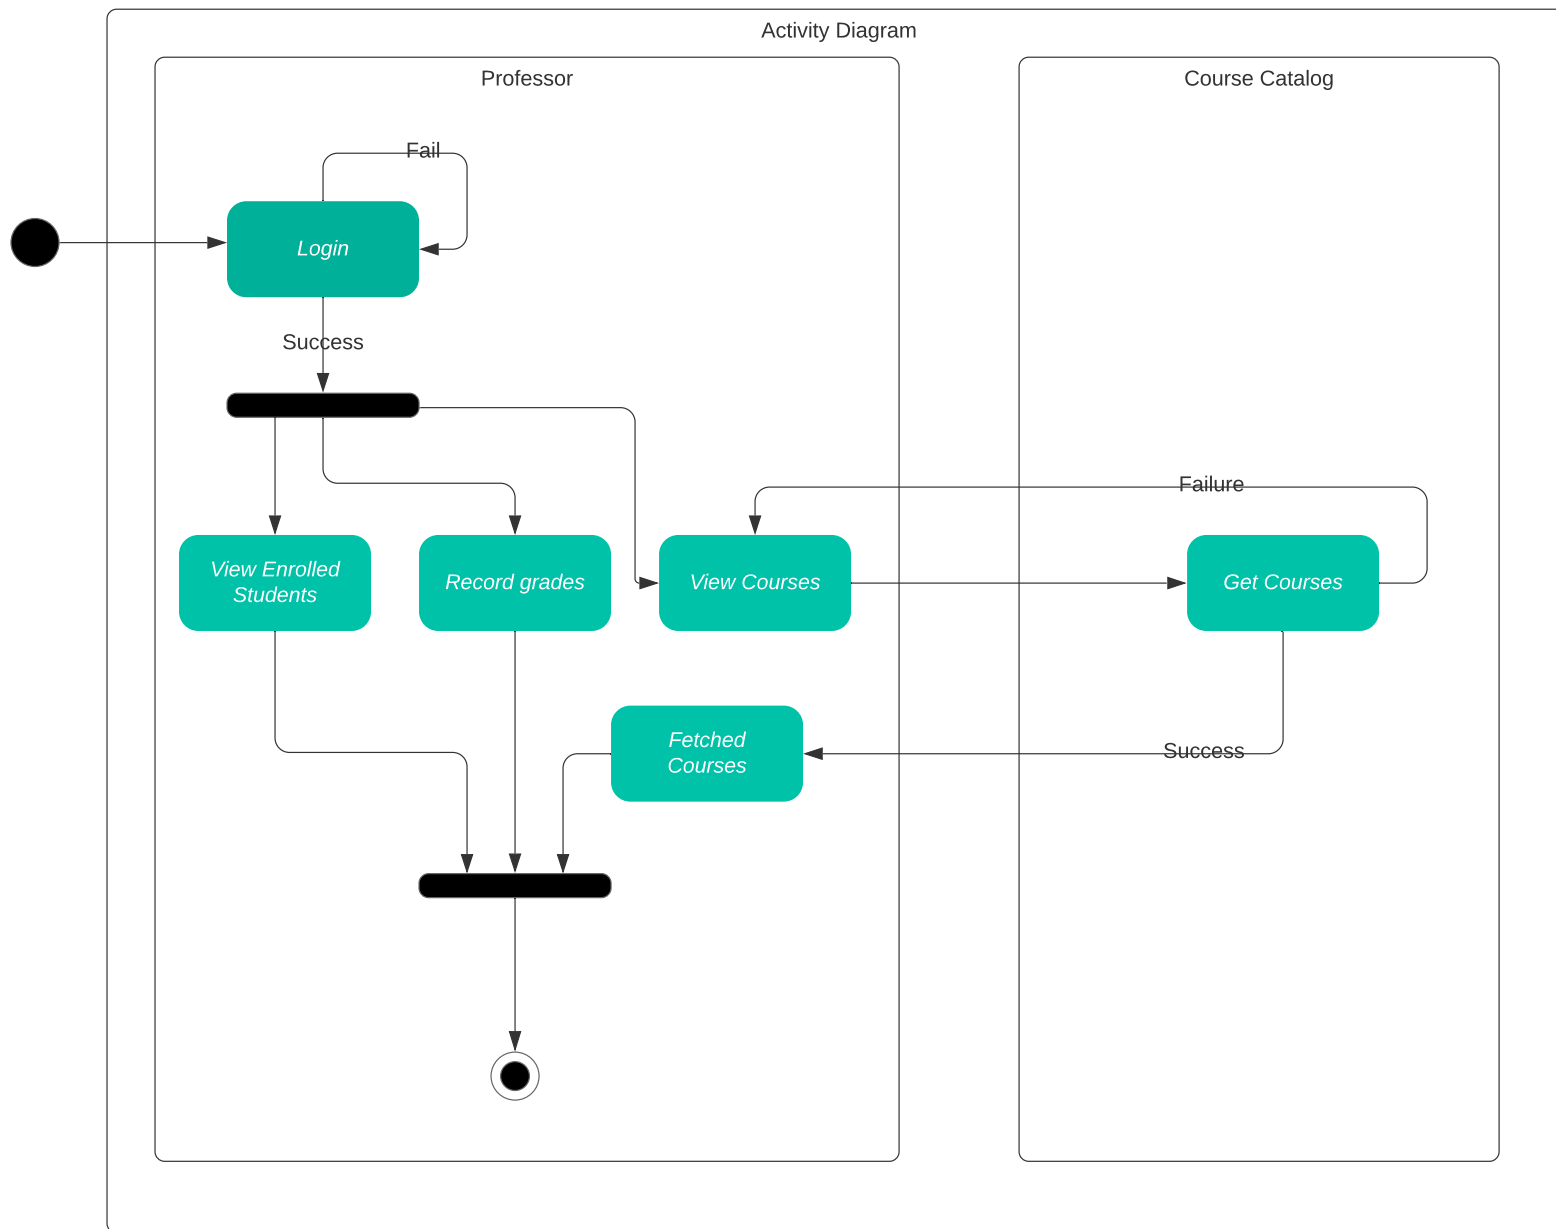 Activity Diagram
Professor
Course Catalog
Fail
Login
Success
Failure
View Enrolled
Students
Record grades
View Courses
Get Courses
Fetched
Courses
Success